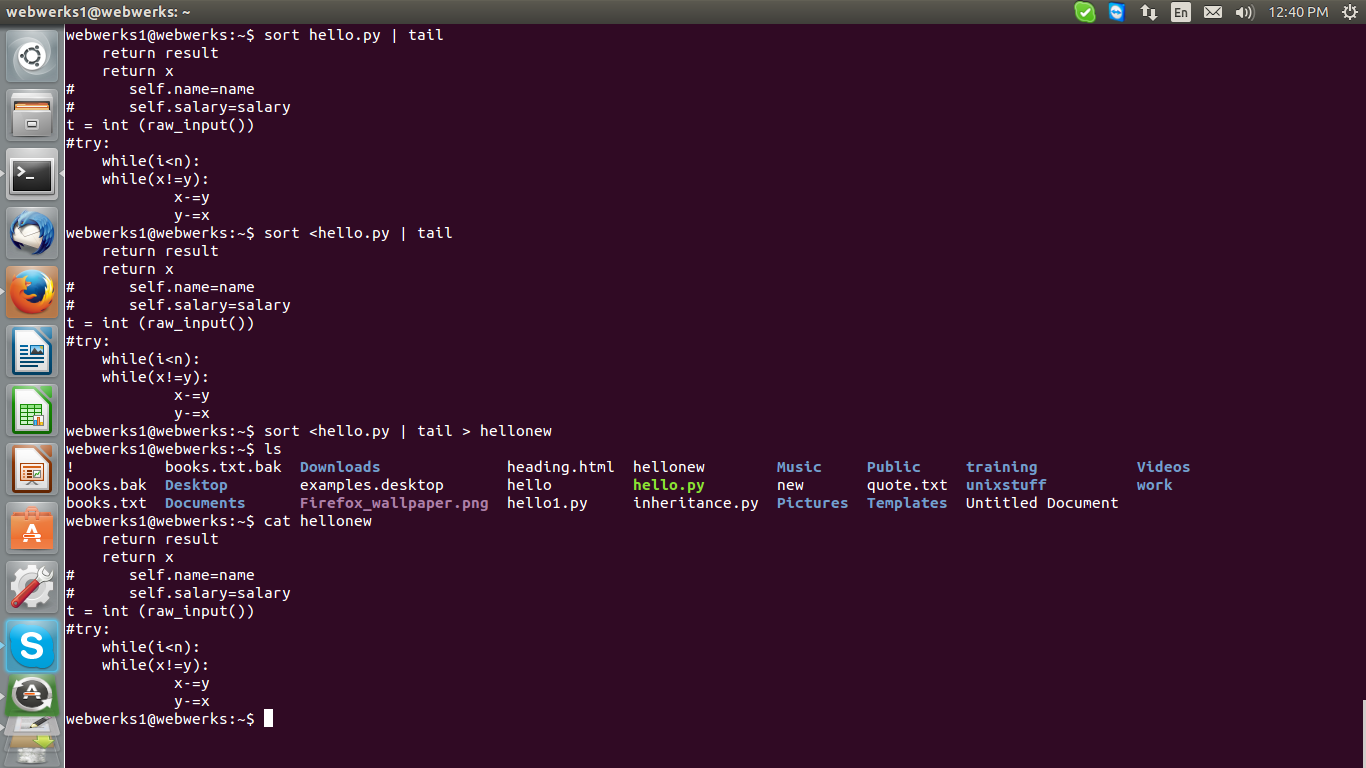 webwerks1@webwerks: ~ En 12:40 PM
webwerks1@webwerks:~$ sort hello.py | tail
    return result
    return x
#      self.name=name
#      self.salary=salary
t = int (raw_input())
#try:
    while(i<n):
    while(x!=y):
            x-=y
            y-=x
webwerks1@webwerks:~$ sort <hello.py | tail
    return result
    return x
#      self.name=name
#      self.salary=salary
t = int (raw_input())
#try:
    while(i<n):
    while(x!=y):
            x-=y
            y-=x
webwerks1@webwerks:~$ sort <hello.py | tail > hellonew
webwerks1@webwerks:~$ ls
!          books.txt.bak  Downloads              heading.html  hellonew        Music     Public     training           Videos
books.bak  Desktop        examples.desktop       hello         hello.py        new       quote.txt  unixstuff          work
books.txt  Documents      Firefox_wallpaper.png  hello1.py     inheritance.py  Pictures  Templates  Untitled Document
webwerks1@webwerks:~$ cat hellonew
    return result
    return x
#      self.name=name
#      self.salary=salary
t = int (raw_input())
#try:
    while(i<n):
    while(x!=y):
            x-=y
            y-=x
webwerks1@webwerks:~$